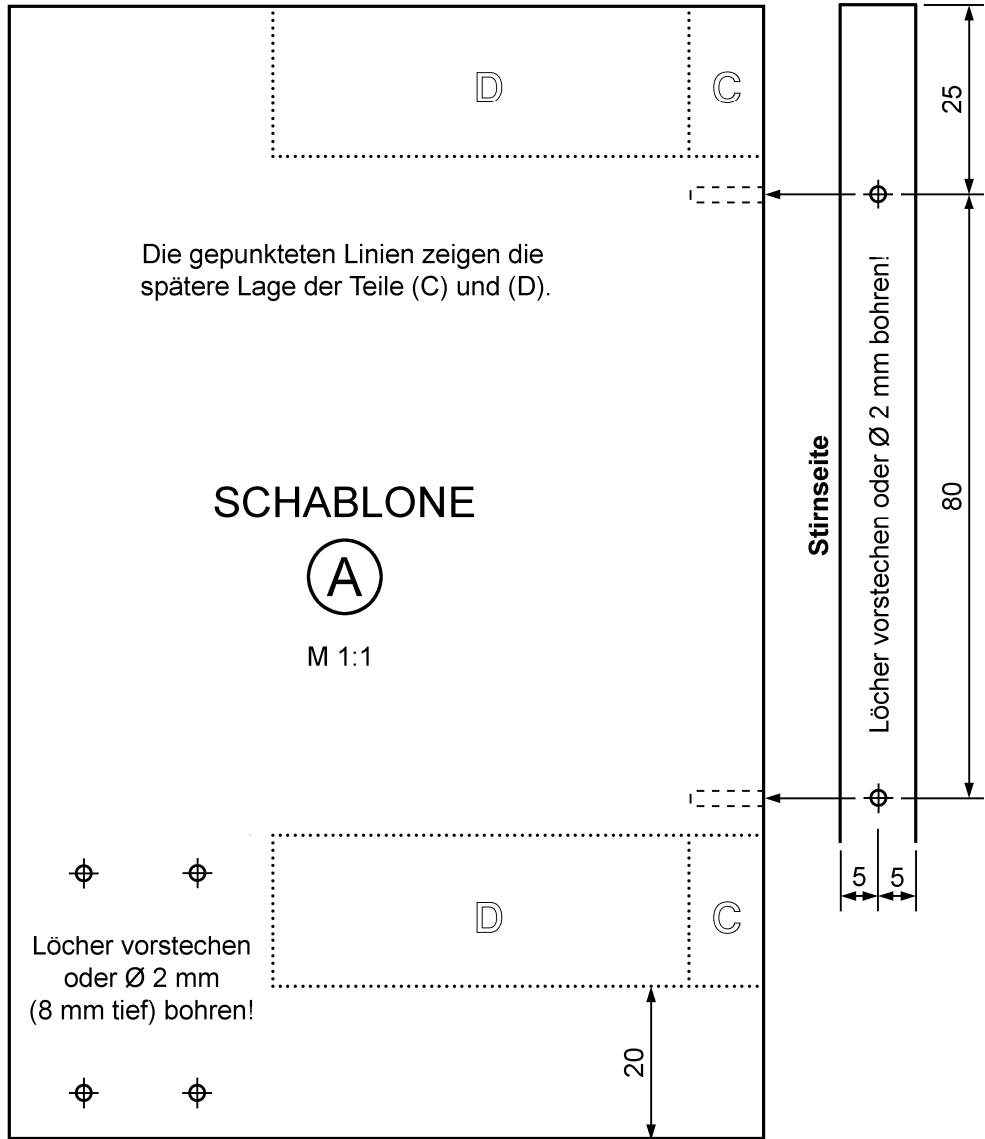 D
C
25
Die gepunkteten Linien zeigen die
spätere Lage der Teile (C) und (D).
SCHABLONE
A
M 1:1
Stirnseite
Löcher vorstechen oder Ø 2 mm bohren!
80
5
5
D
C
Löcher vorstechen
oder Ø 2 mm
(8 mm tief) bohren!
20